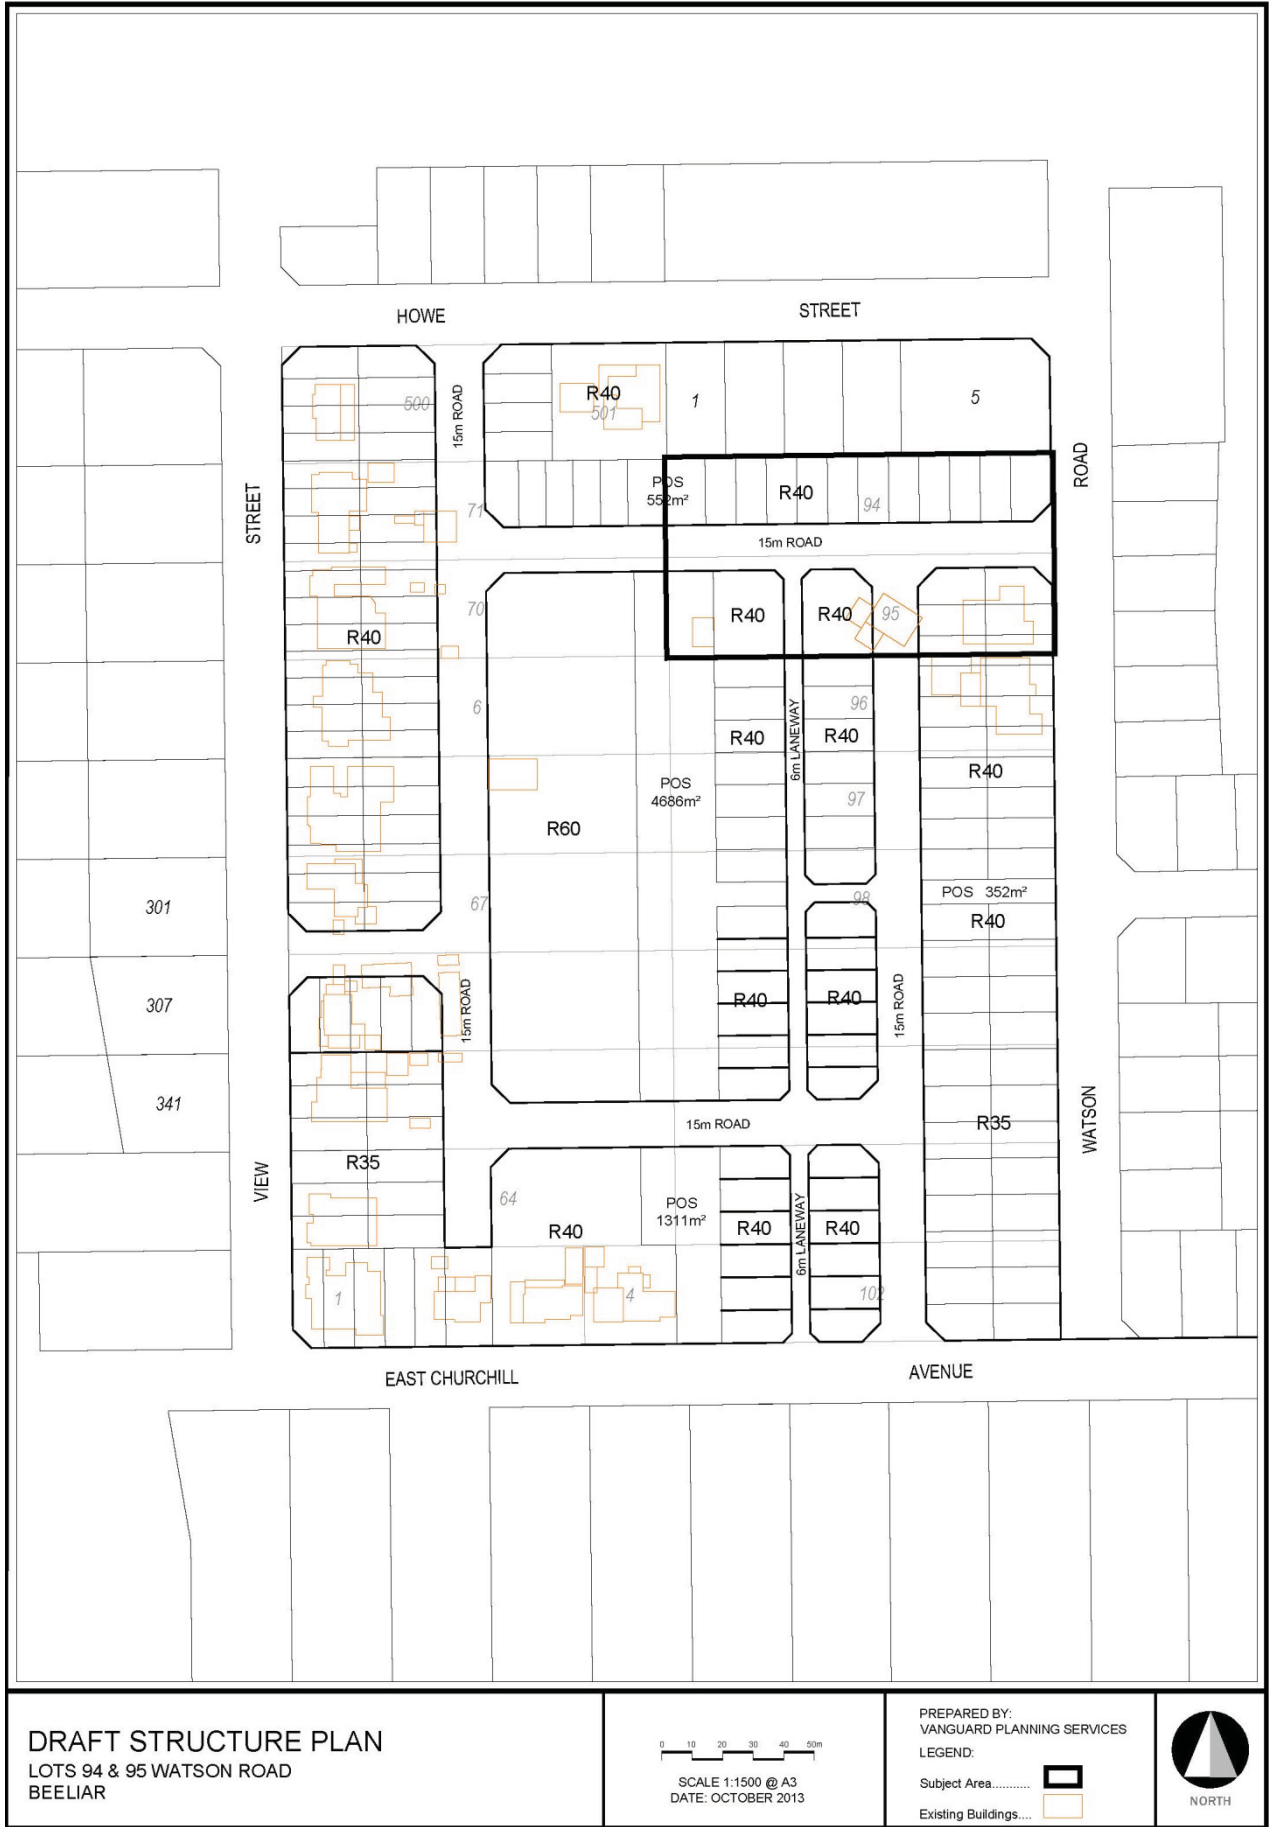 HOWE
STREET
R40
501
1
5
500
15m ROAD
STREET
ROAD
POS
552m²
R40
94
71
15m ROAD
70
R40
R40
R40
95
6
96
6m LANEWAY
R40
R40
R40
POS
4686m²
97
R60
POS 352m²
98
R40
67
301
R40
R40
15m ROAD
15m ROAD
307
341
15m ROAD
R35
WATSON
R35
VIEW
64
POS
1311m²
R40
R40
R40
6m LANEWAY
1
4
102
EAST CHURCHILL
AVENUE
DRAFT STRUCTURE PLAN
LOTS 94 & 95 WATSON ROAD
BEELIAR
0 10 20 30 40 50m
SCALE 1:1500 @ A3
DATE: OCTOBER 2013
PREPARED BY:
VANGUARD PLANNING SERVICES
LEGEND:
Subject Area...........
Existing Buildings....
NORTH